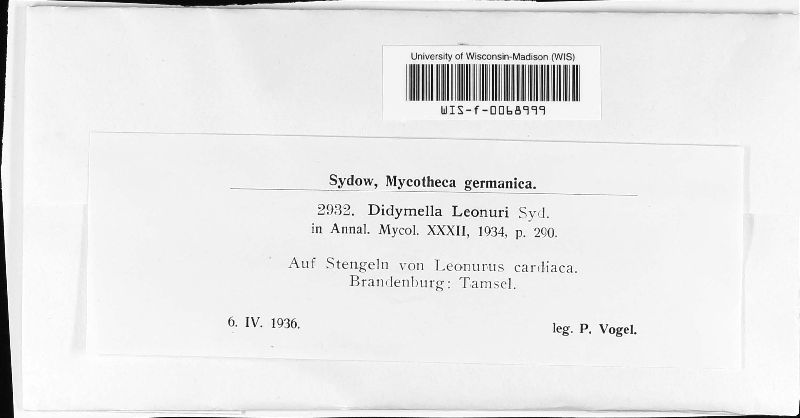 University of Wisconsin-Madison (WIS)
WIS-f-0068999
Sydow, Mycotheca germanica.
2932. Didymella Leonuri Syd.
in Annal. Mycol. XXXII, 1934, p. 290.
Auf Stengeln von Leonurus cardiaca.
Brandenburg: Tamsel.
6. IV. 1936.
leg. P. Vogel.